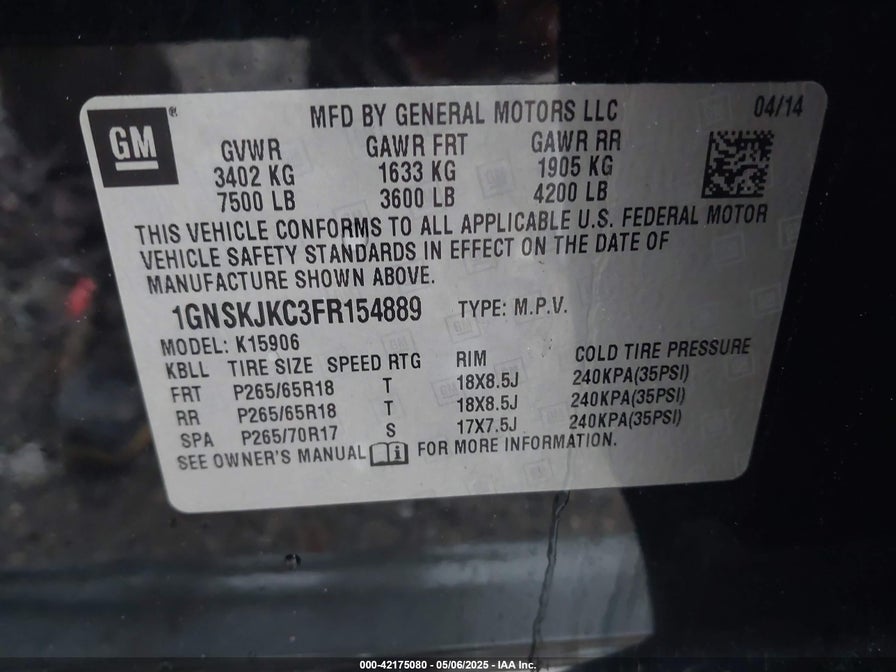 GM®
MFD BY GENERAL MOTORS LLC 04/14
GVWR GAWR FRT GAWR RR
3402 KG 1633 KG 1905 KG
7500 LB 3600 LB 4200 LB
THIS VEHICLE CONFORMS TO ALL APPLICABLE U.S. FEDERAL MOTOR
VEHICLE SAFETY STANDARDS IN EFFECT ON THE DATE OF
MANUFACTURE SHOWN ABOVE.
1GNSKJKC3FR154889 TYPE: M.P.V.
MODEL: K15906
KBLL TIRE SIZE SPEED RTG RIM COLD TIRE PRESSURE
FRT P265/65R18 T 18X8.5J 240KPA(35PSI)
RR P265/65R18 T 18X8.5J 240KPA(35PSI)
SPA P265/70R17 S 17X7.5J 240KPA(35PSI)
SEE OWNER'S MANUAL i FOR MORE INFORMATION.
000-42175080 - 05/06/2025 - IAA Inc.